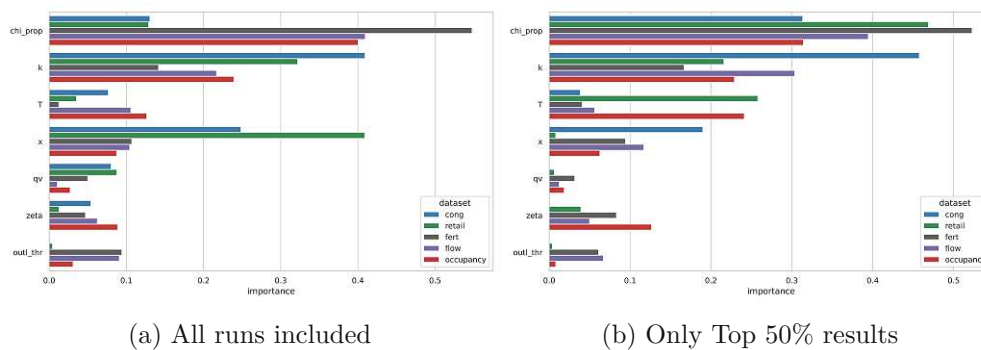 chi_prop
k
T
x
qv
zeta
outl_thr
dataset
cong
retail
fert
flow
occupancy
0.0 0.1 0.2 0.3 0.4 0.5
importance
(a) All runs included
chi_prop
k
T
x
qv
zeta
outl_thr
dataset
cong
retail
fert
flow
occupancy
0.0 0.1 0.2 0.3 0.4 0.5
importance
(b) Only Top 50% results